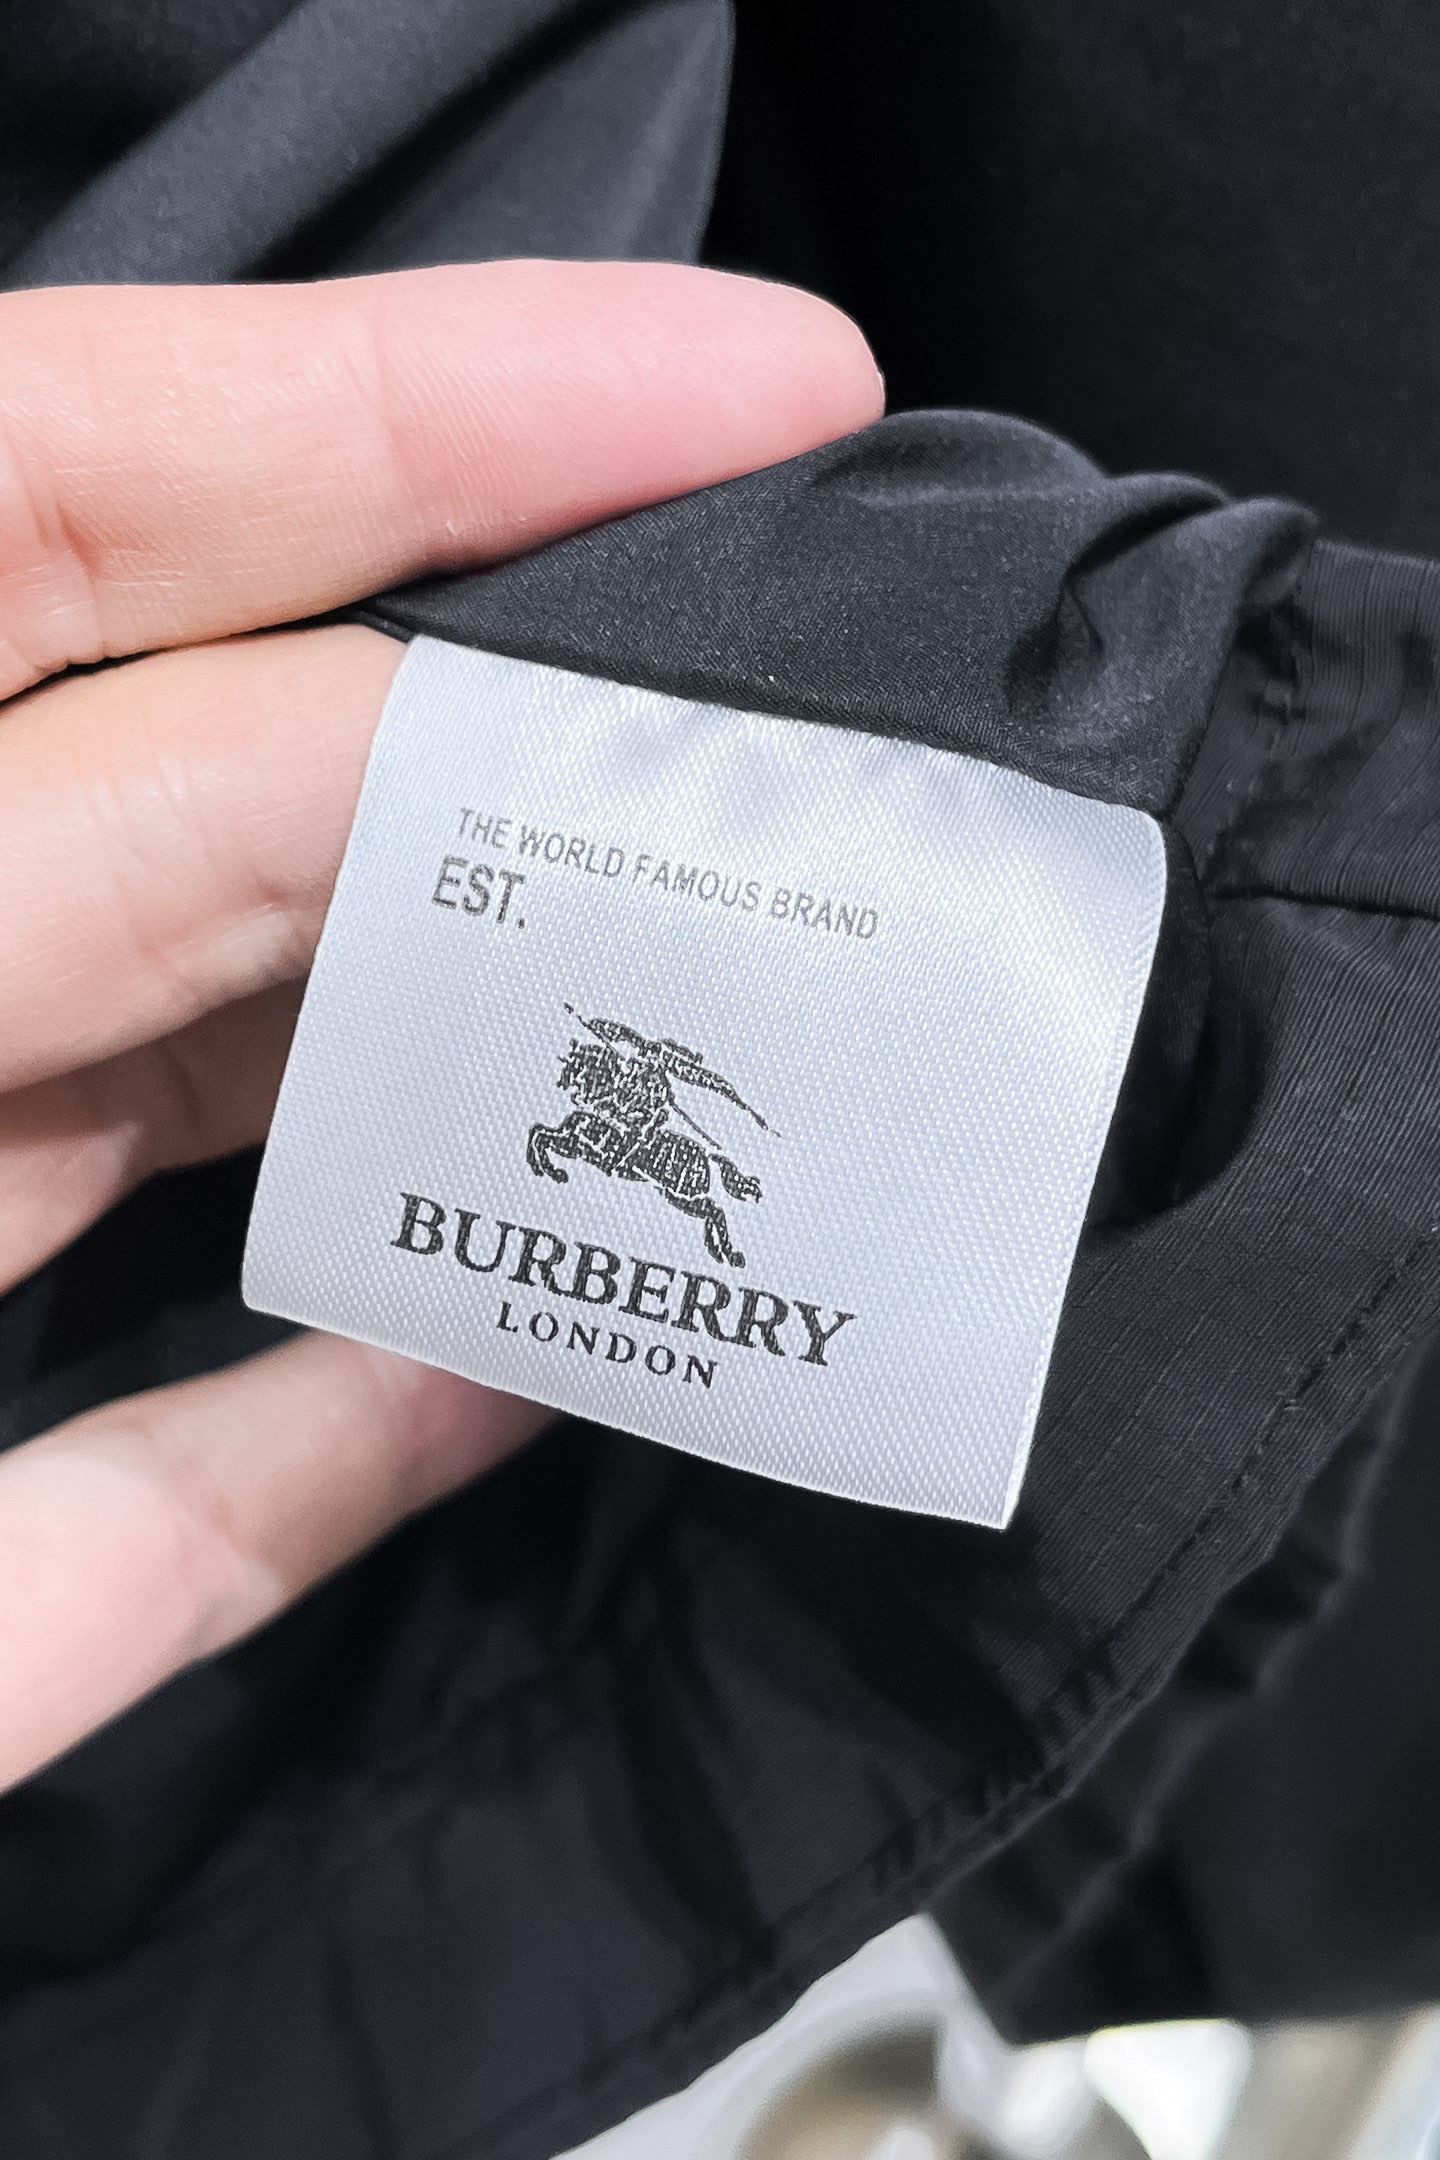 THE WORLD FAMOUS BRAND
EST.
BURBERRY
LONDON